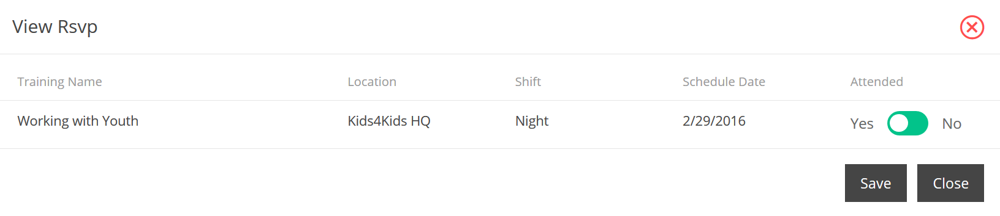 View Rsvp
Training Name Location Shift Schedule Date Attended
Working with Youth Kids4Kids HQ Night 2/29/2016 Yes No
Save Close